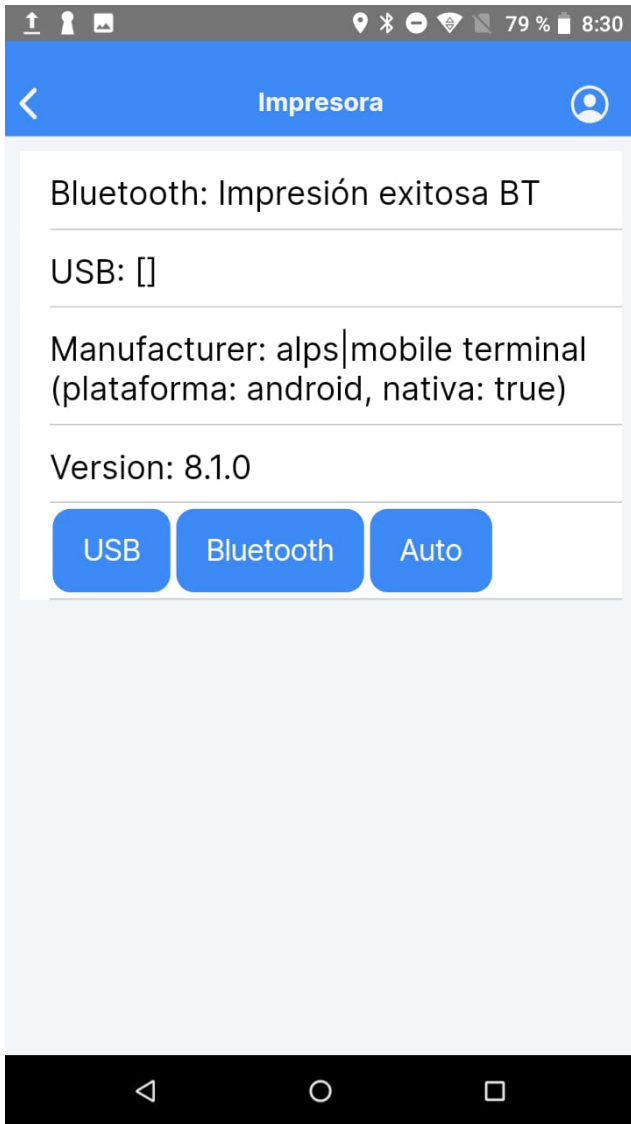 79 % 8:30
Impresora
Bluetooth: Impresión exitosa BT
USB: []
Manufacturer: alps|mobile terminal
(plataforma: android, nativa: true)
Version: 8.1.0
USB Bluetooth Auto